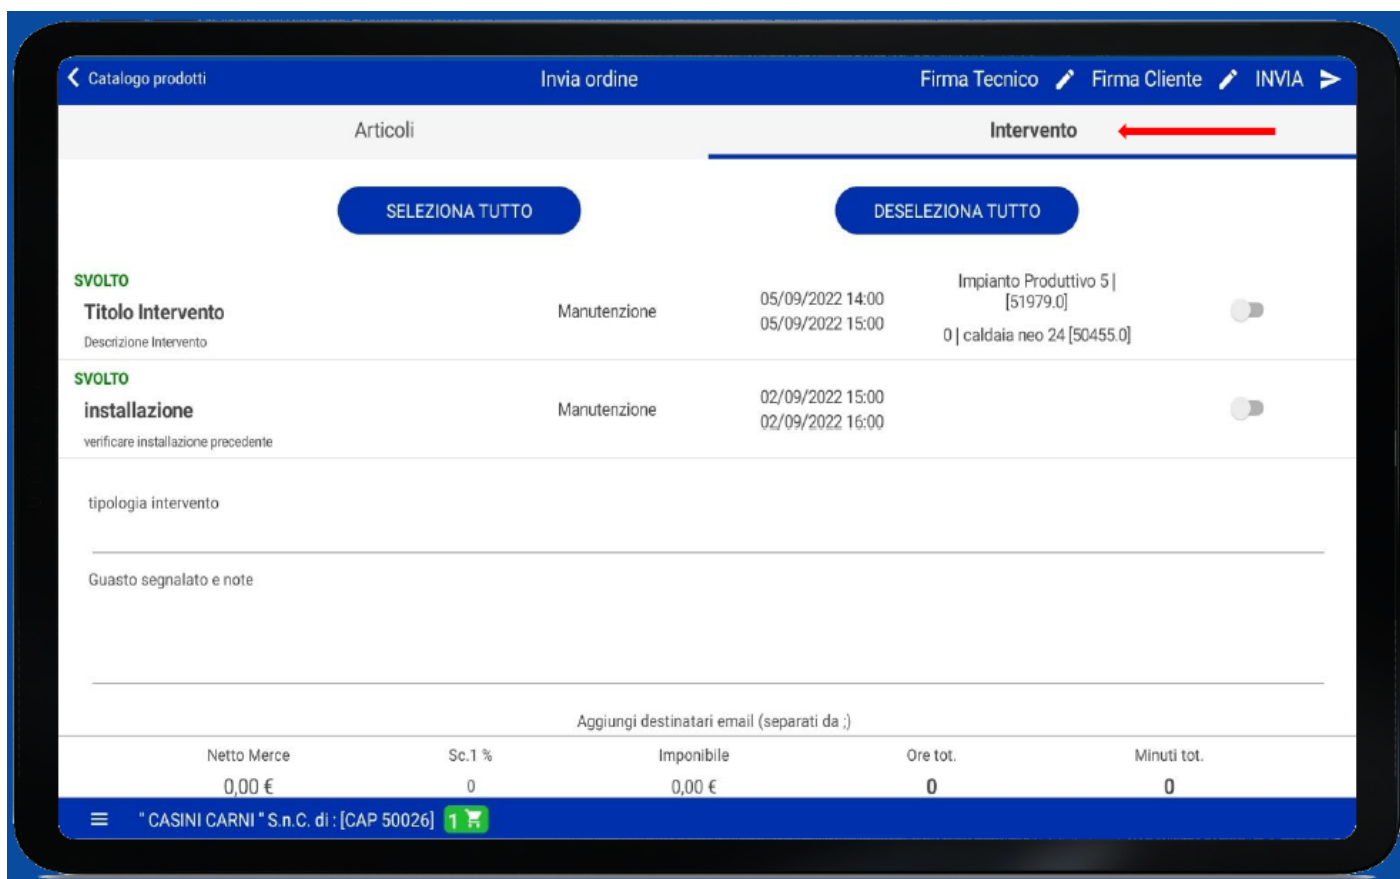 Catalogo prodotti Invia ordine Firma Tecnico Firma Cliente INVIA
Articoli Intervento
SELEZIONA TUTTO DESELEZIONA TUTTO
SVOLTO
Titolo Intervento
Descrizione Intervento
Manutenzione
05/09/2022 14:00
05/09/2022 15:00
Impianto Produttivo 5 |
[51979.0]
0 | caldaia neo 24 [50455.0]
SVOLTO
installazione
verificare installazione precedente
Manutenzione
02/09/2022 15:00
02/09/2022 16:00
tipologia intervento
Guasto segnalato e note
Aggiungi destinatari email (separati da ;)
Netto Merce Sc.1 % Imponibile Ore tot. Minuti tot.
0,00 € 0 0,00 € 0 0
" CASINI CARNI " S.n.C. di : [CAP 50026] 1